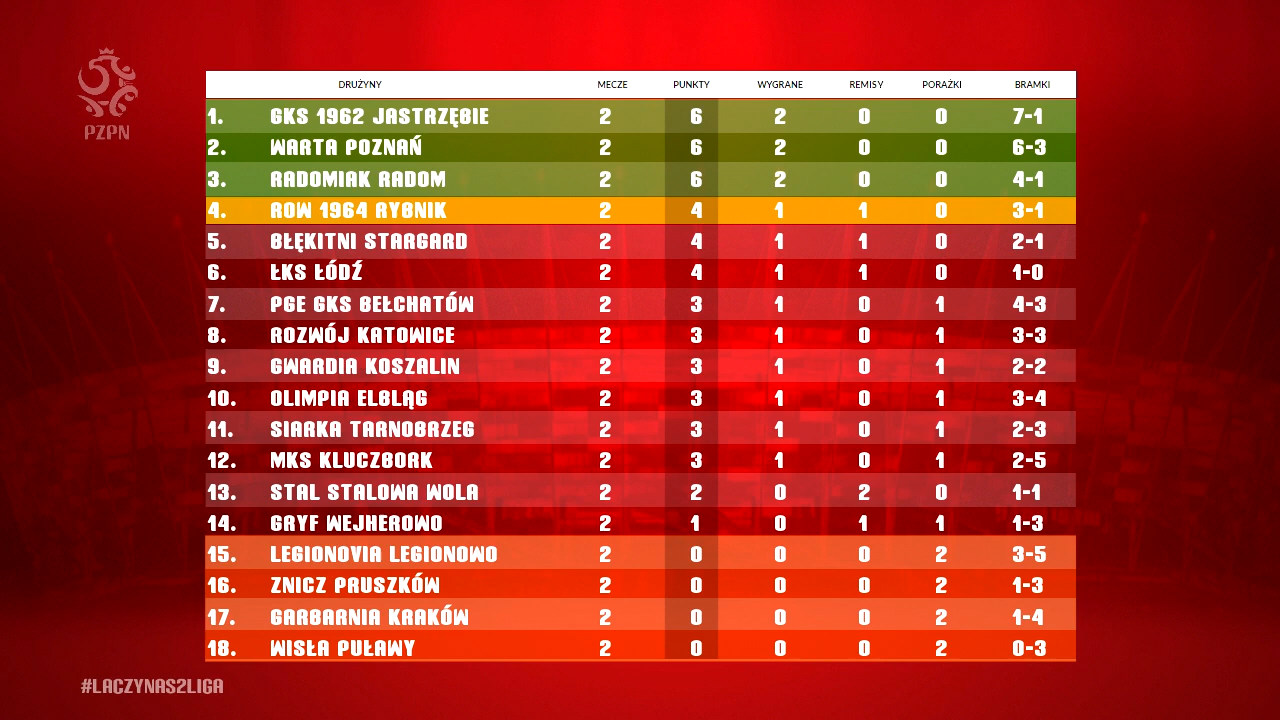 PZPN
DRUŻYNY MECZE PUNKTY WYGRANE REMISY PORAŻKI BRAMKI
1. GKS 1962 JASTRZĘBIE 2 6 2 0 0 7-1
2. WARTA POZNAŃ 2 6 2 0 0 6-3
3. RADOMIAK RADOM 2 6 2 0 0 4-1
4. ROW 1964 RYBNIK 2 4 1 1 0 3-1
5. BŁĘKITNI STARGARD 2 4 1 1 0 2-1
6. ŁKS ŁÓDŹ 2 4 1 1 0 1-0
7. PGE GKS BEŁCHATÓW 2 3 1 0 1 4-3
8. ROZWÓJ KATOWICE 2 3 1 0 1 3-3
9. GWARDIA KOSZALIN 2 3 1 0 1 2-2
10. OLIMPIA ELBLĄG 2 3 1 0 1 3-4
11. SIARKA TARNOBRZEG 2 3 1 0 1 2-3
12. MKS KLUCZBORK 2 3 1 0 1 2-5
13. STAL STALOWA WOLA 2 2 0 2 0 1-1
14. GRYF WEJHEROWO 2 1 0 1 1 1-3
15. LEGIONOVIA LEGIONOWO 2 0 0 0 2 3-5
16. ZNICZ PRUSZKÓW 2 0 0 0 2 1-3
17. GARBARNIA KRAKÓW 2 0 0 0 2 1-4
18. WISŁA PUŁAWY 2 0 0 0 2 0-3
#LACZYNAS2LIGA